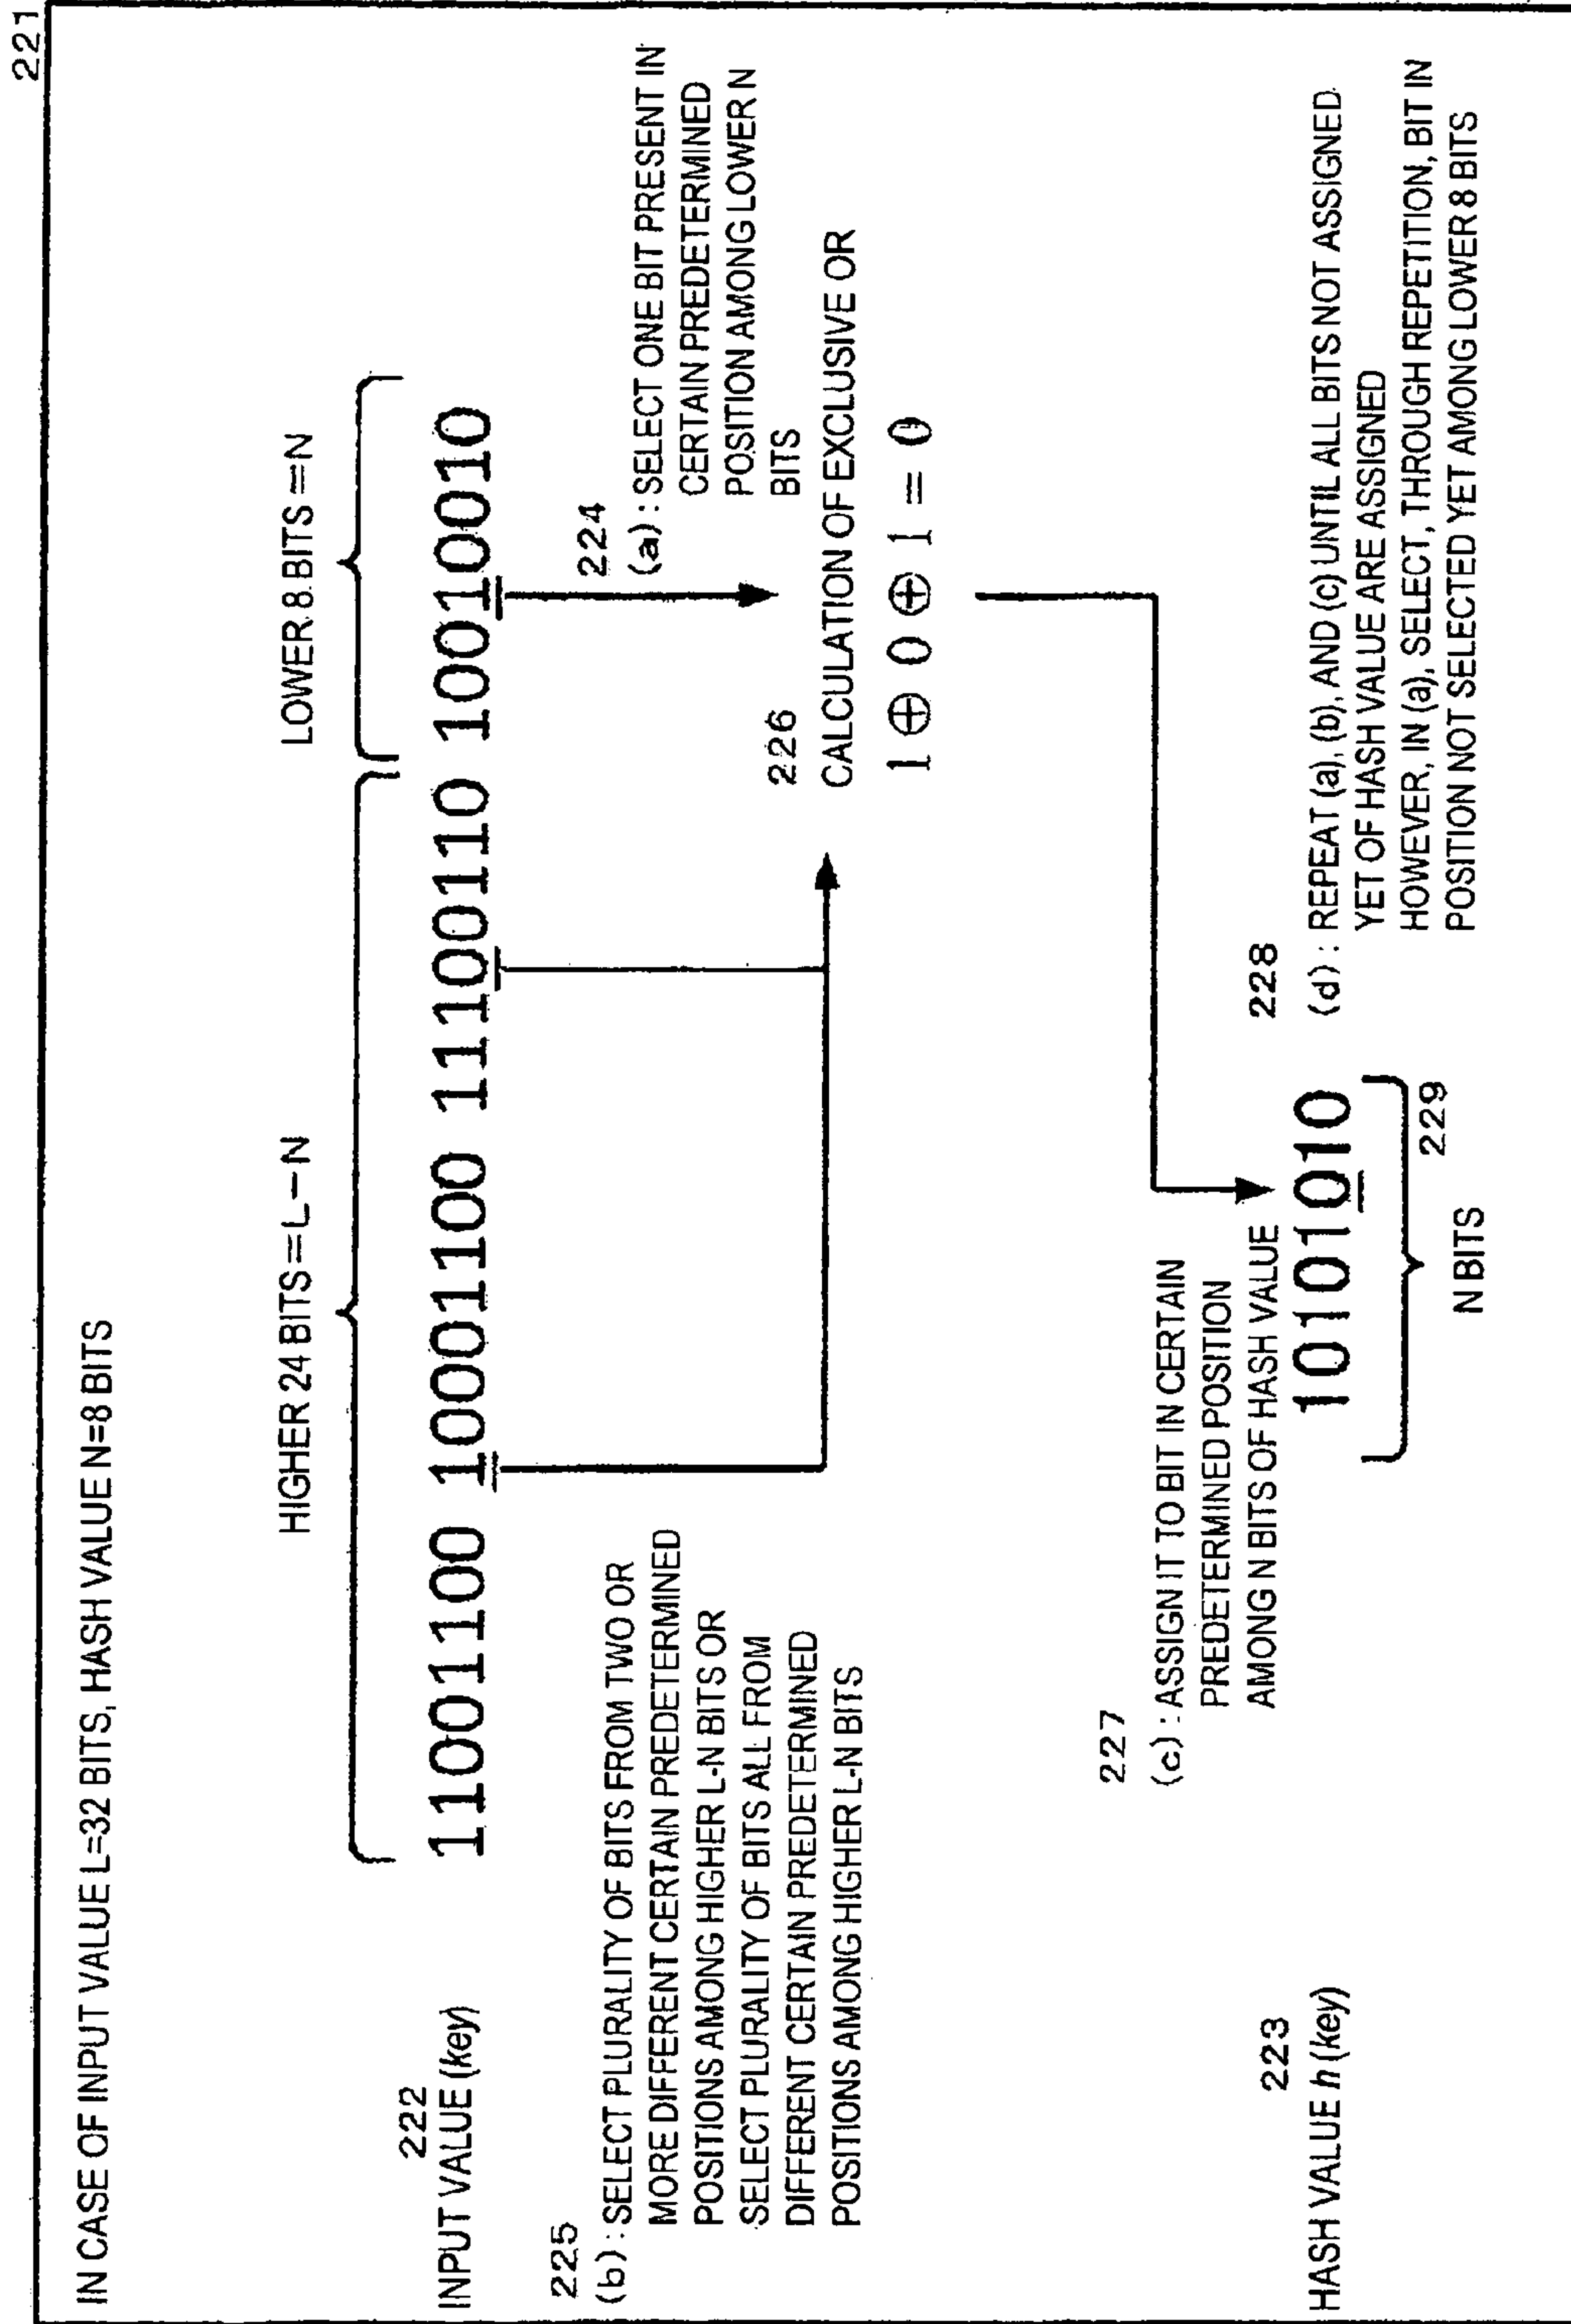 221
IN CASE OF INPUT VALUE L=32 BITS, HASH VALUE N=8 BITS
HIGHER 24 BITS=L-N
LOWER 8 BITS=N
222
INPUT VALUE (key)
11001100 10001100 11100110 10010010
225
(b) : SELECT PLURALITY OF BITS FROM TWO OR
MORE DIFFERENT CERTAIN PREDETERMINED
POSITIONS AMONG HIGHER L-N BITS OR
SELECT PLURALITY OF BITS ALL FROM
DIFFERENT CERTAIN PREDETERMINED
POSITIONS AMONG HIGHER L-N BITS
224
(a) : SELECT ONE BIT PRESENT IN
CERTAIN PREDETERMINED
POSITION AMONG LOWER N
BITS
226
CALCULATION OF EXCLUSIVE OR
1 ⊕ 0 ⊕ 1 = 0
227
(c) : ASSIGN IT TO BIT IN CERTAIN
PREDETERMINED POSITION
AMONG N BITS OF HASH VALUE
223
HASH VALUE h (key)
10101010
229
N BITS
228
(d) : REPEAT (a), (b), AND (c) UNTIL ALL BITS NOT ASSIGNED
YET OF HASH VALUE ARE ASSIGNED
HOWEVER, IN (a), SELECT, THROUGH REPETITION, BIT IN
POSITION NOT SELECTED YET AMONG LOWER 8 BITS